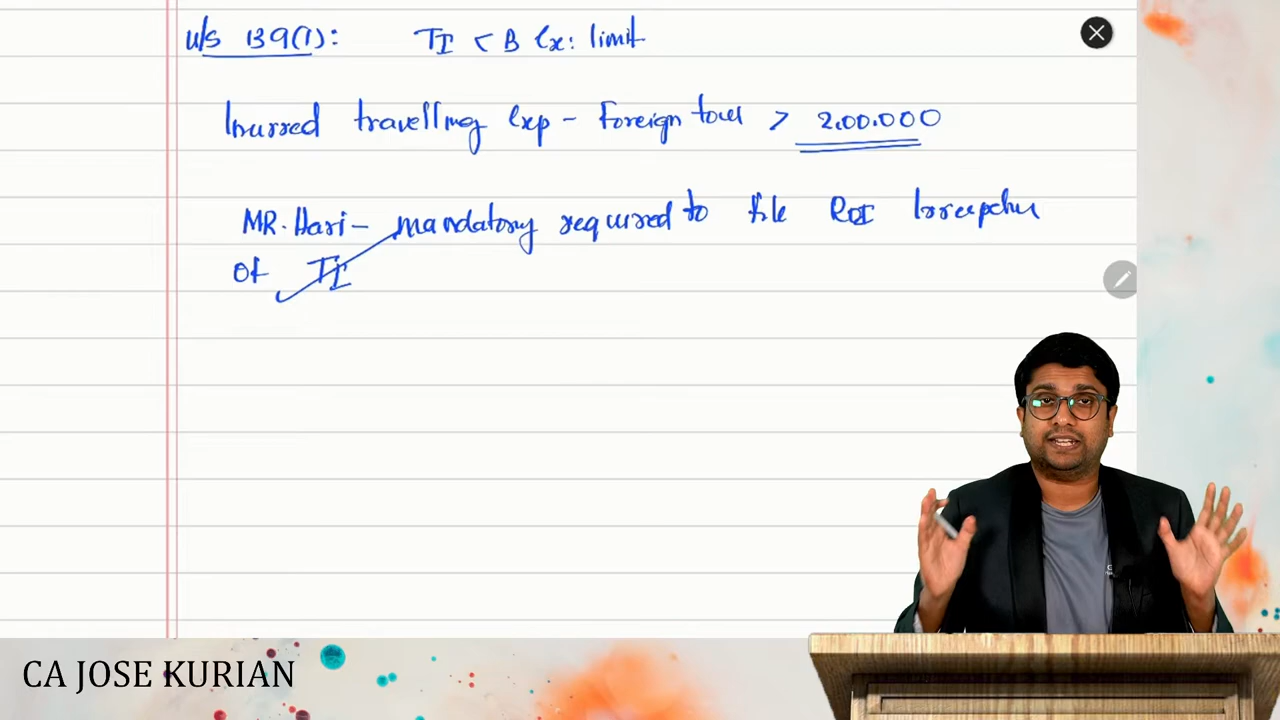 u/s 139(1): TI < B Ex: limit
Incurred travelling Exp - Foreign tour > 2,00,000
MR. Hari - mandatory required to file ROI irrespective
of TI
CA JOSE KURIAN